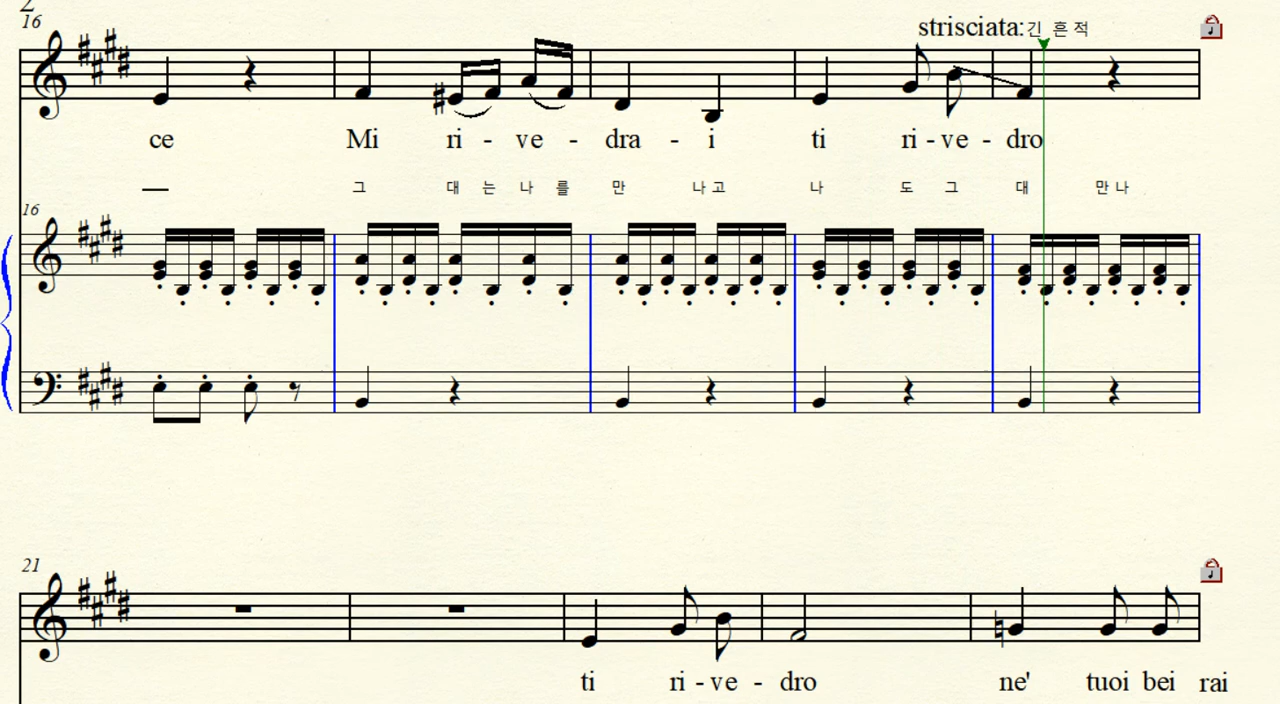 2
16
strisciata:긴 흔적
ce Mi ri - ve - dra - i ti ri - ve - dro
그 대 는 나 를 만 나 고 나 도 그 대 만 나
16
21
ti ri - ve - dro ne' tuoi bei rai